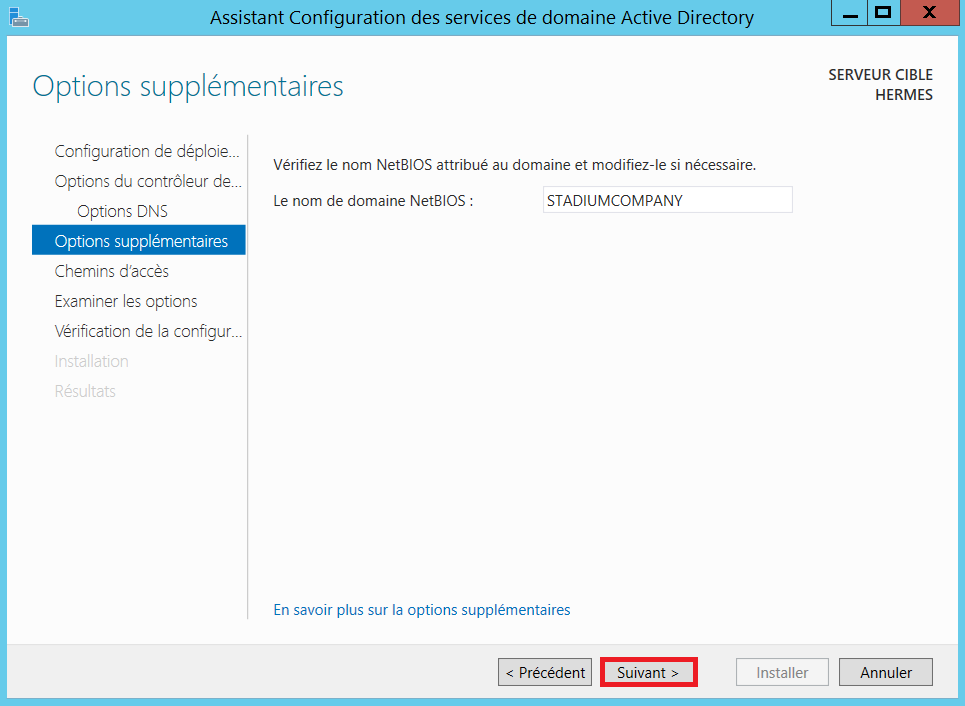 Assistant Configuration des services de domaine Active Directory
Options supplémentaires
SERVEUR CIBLE
HERMES
Configuration de déploie...
Options du contrôleur de...
Options DNS
Options supplémentaires
Chemins d'accès
Examiner les options
Vérification de la configur...
Installation
Résultats
Vérifiez le nom NetBIOS attribué au domaine et modifiez-le si nécessaire.
Le nom de domaine NetBIOS : STADIUMCOMPANY
En savoir plus sur la options supplémentaires
< Précédent Suivant > Installer Annuler